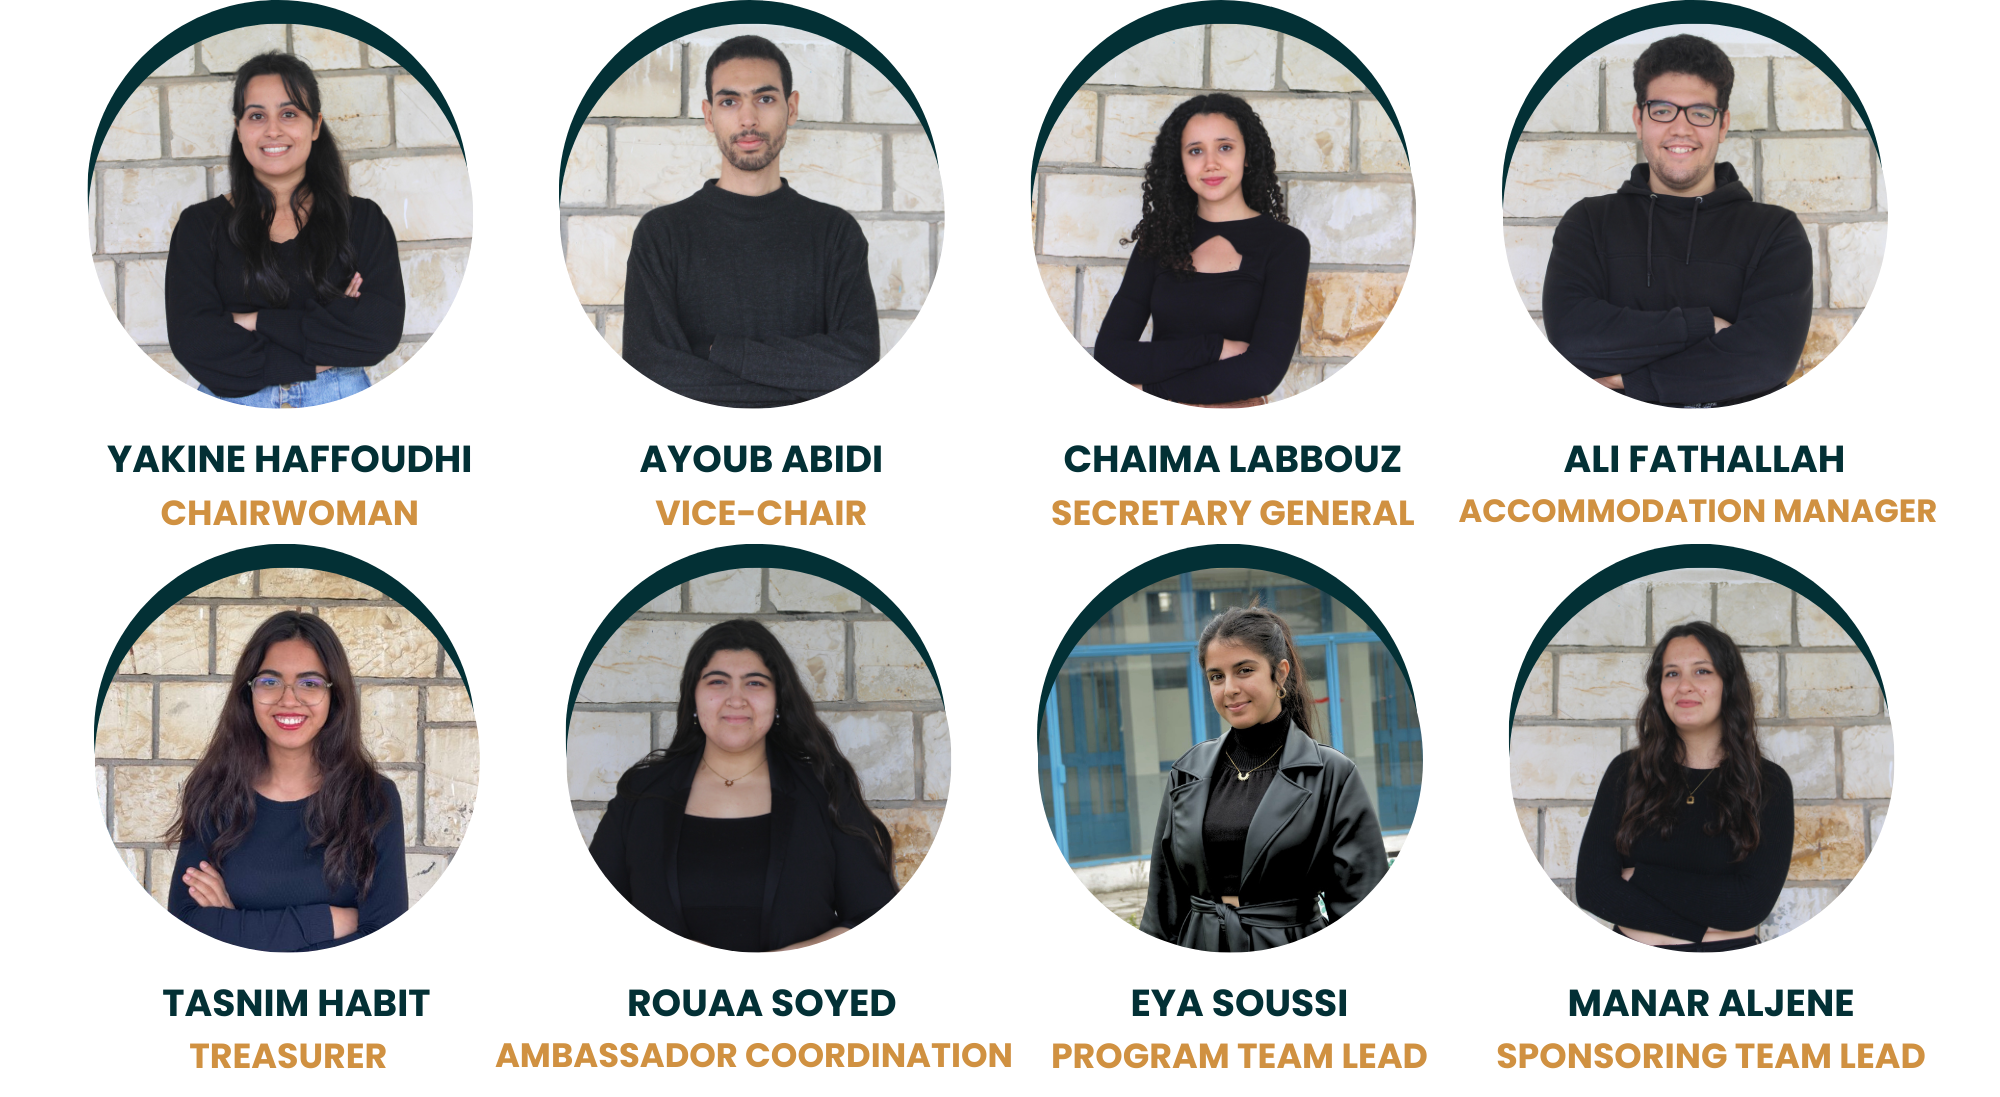 YAKINE HAFFOUDHI
CHAIRWOMAN
AYOUB ABIDI
VICE-CHAIR
CHAIMA LABBOUZ
SECRETARY GENERAL
ALI FATHALLAH
ACCOMMODATION MANAGER
TASNIM HABIT
TREASURER
ROUAA SOYED
AMBASSADOR COORDINATION
EYA SOUSSI
PROGRAM TEAM LEAD
MANAR ALJENE
SPONSORING TEAM LEAD